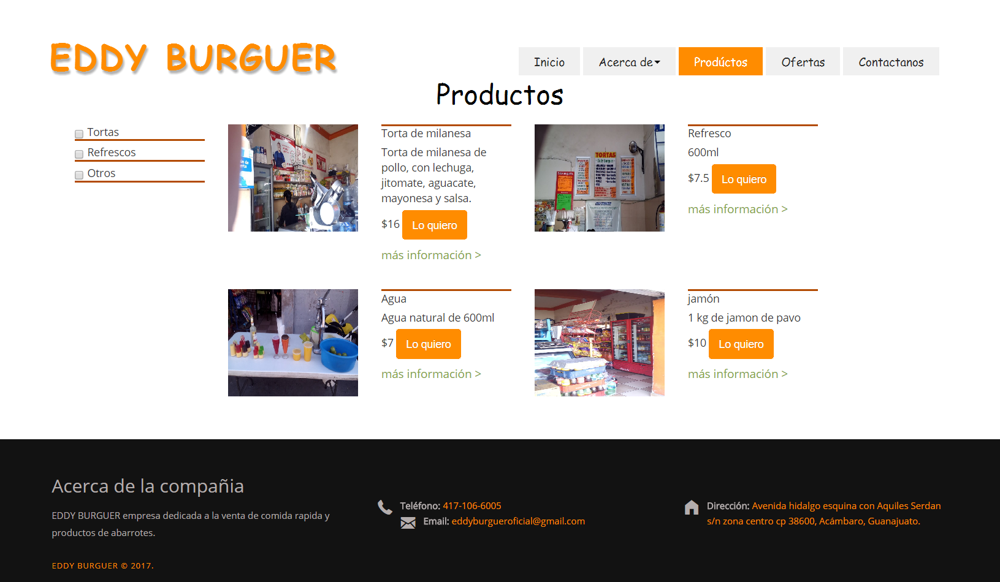 EDDY BURGUER
Inicio
Acerca de
Prodúctos
Ofertas
Contactanos
Productos
Tortas
Refrescos
Otros
Torta de milanesa
Torta de milanesa de
pollo, con lechuga,
jitomate, aguacate,
mayonesa y salsa.
$16 Lo quiero
más información >
TORTAS
Eddy Burguer
Refresco
600ml
$7.5 Lo quiero
más información >
Agua
Agua natural de 600ml
$7 Lo quiero
más información >
jamón
1 kg de jamon de pavo
$10 Lo quiero
más información >
Acerca de la compañia
EDDY BURGUER empresa dedicada a la venta de comida rapida y
productos de abarrotes.
EDDY BURGUER © 2017.
Teléfono: 417-106-6005
Email: eddyburgueroficial@gmail.com
Dirección: Avenida hidalgo esquina con Aquiles Serdan
s/n zona centro cp 38600, Acámbaro, Guanajuato.